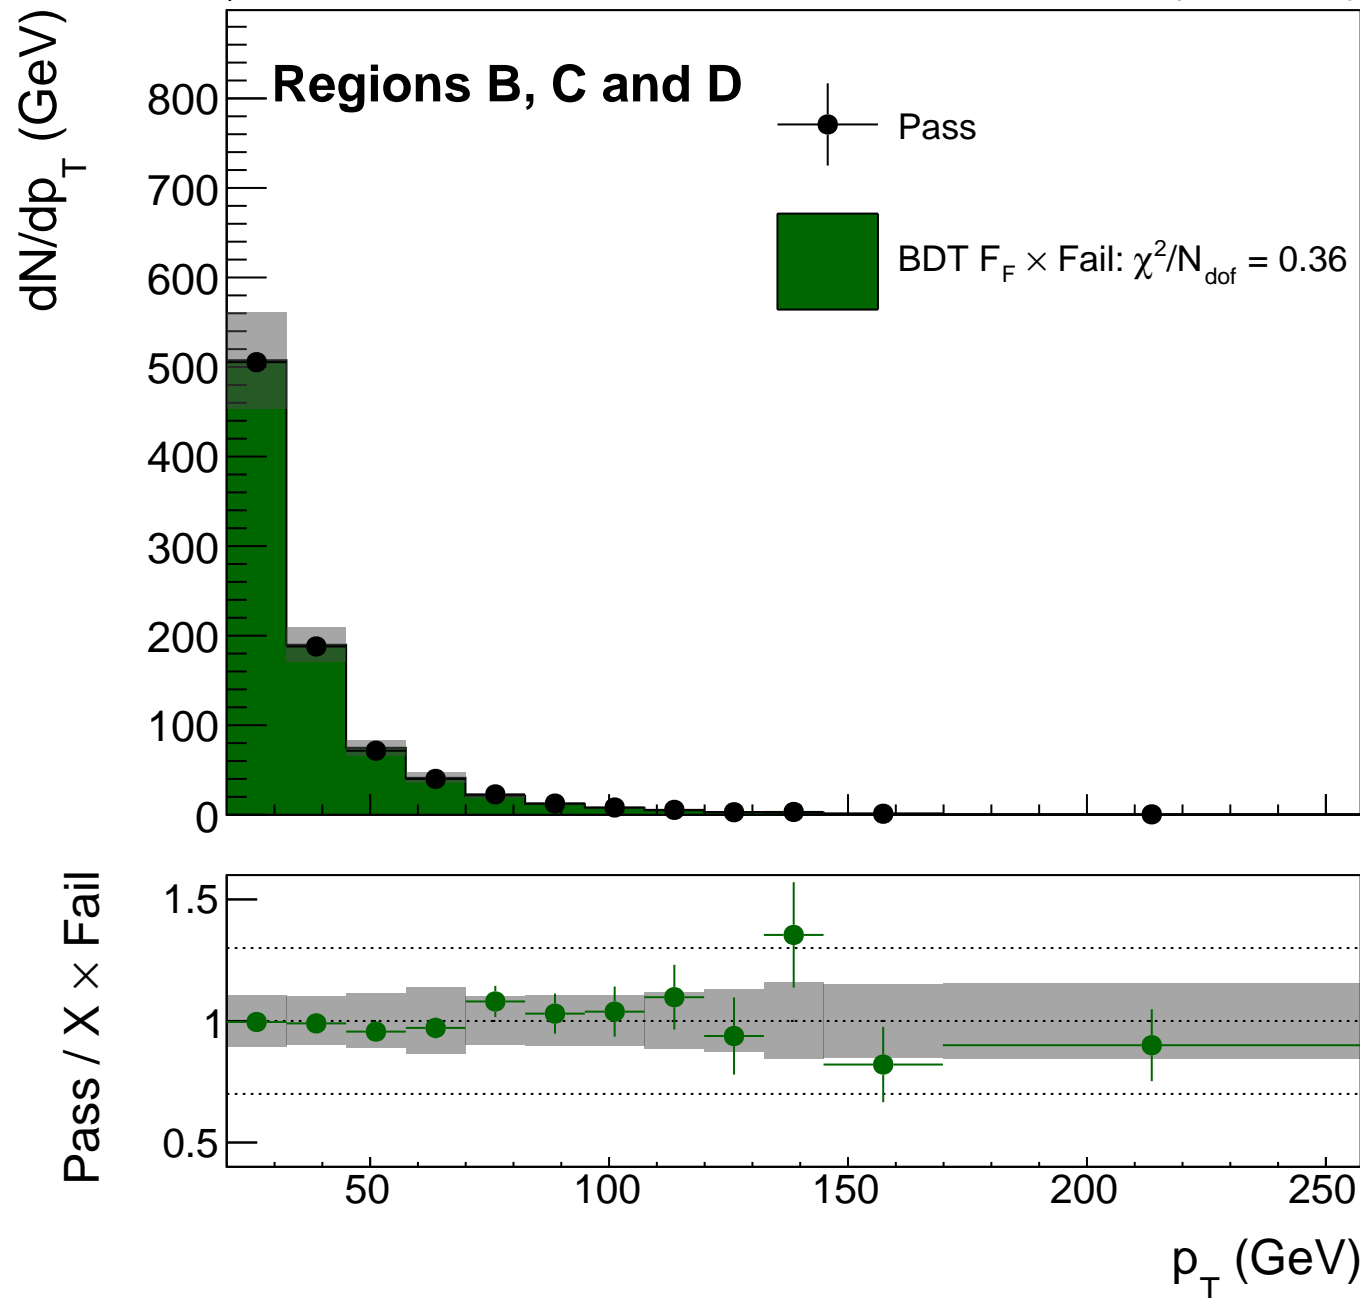 Regions B, C and D
Pass
BDT F_F × Fail: χ²/N_dof = 0.36
dN/dp_T (GeV)
800
700
600
500
400
300
200
100
0
Pass / X × Fail
1.5
1
0.5
50 100 150 200 250
p_T (GeV)